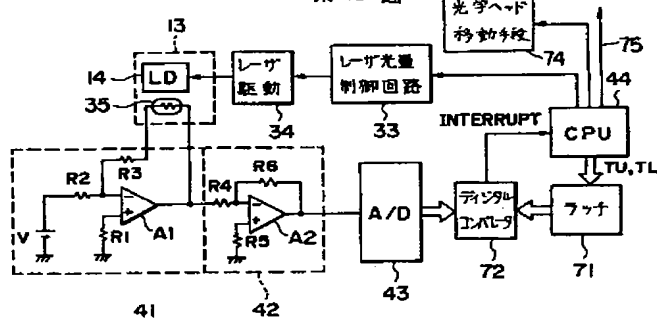 光学ヘッド
移動手段
74
75
44
13
14
LD
35
レーザ
駆動
34
レーザ光量
制御回路
33
INTERRUPT
CPU
TU, TL
R3
R2
R6
R4
V
R1
A1
R5
A2
A/D
43
ディジタル
コンパレータ
72
ラッチ
71
41
42